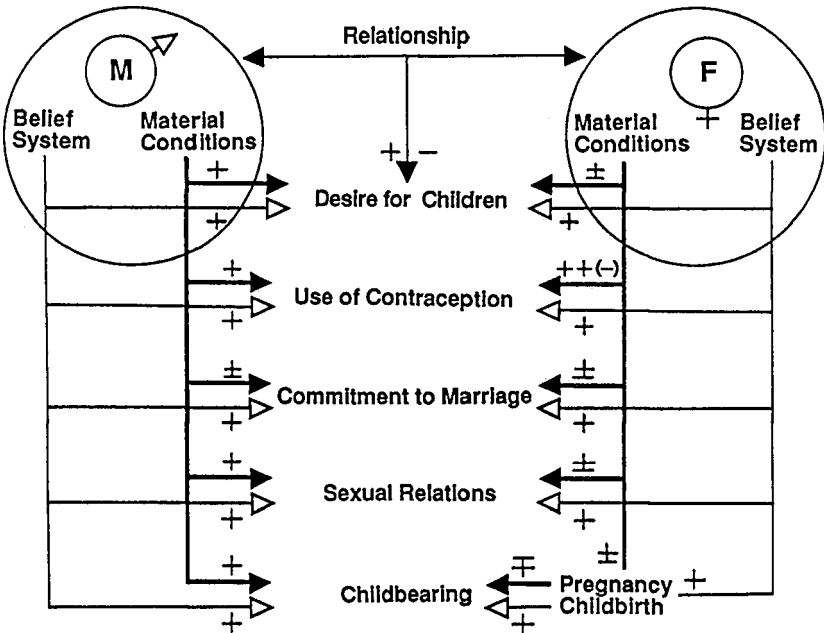 Relationship
M
F
Belief System
Material Conditions
Material Conditions
Belief System
+ −
+
±
Desire for Children
+
+
+
++(−)
Use of Contraception
+
+
±
±
Commitment to Marriage
+
+
+
±
Sexual Relations
+
+
±
+
∓
Pregnancy
+
Childbearing
Childbirth
+
+